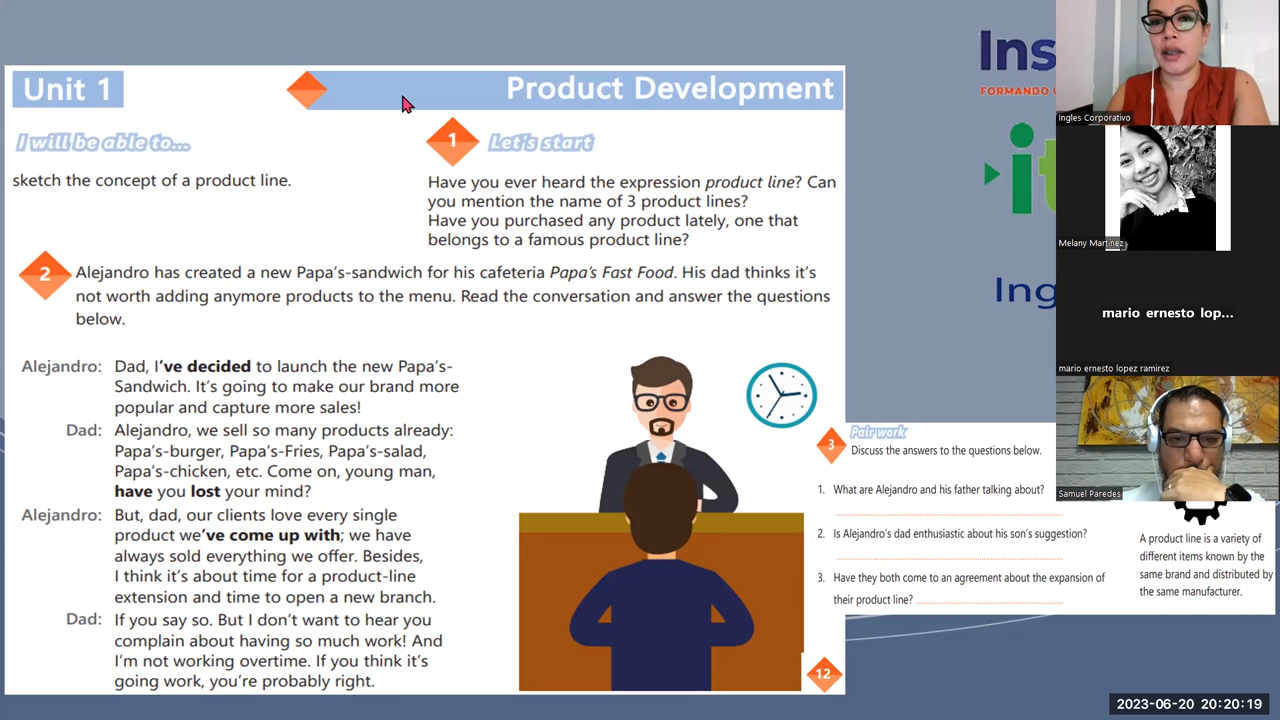 Unit 1
Product Development
I will be able to...
sketch the concept of a product line.
1
Let's start
Have you ever heard the expression product line? Can
you mention the name of 3 product lines?
Have you purchased any product lately, one that
belongs to a famous product line?
2
Alejandro has created a new Papa's-sandwich for his cafeteria Papa's Fast Food. His dad thinks it's
not worth adding anymore products to the menu. Read the conversation and answer the questions
below.
Alejandro: Dad, I've decided to launch the new Papa's-
Sandwich. It's going to make our brand more
popular and capture more sales!
Dad: Alejandro, we sell so many products already:
Papa's-burger, Papa's-Fries, Papa's-salad,
Papa's-chicken, etc. Come on, young man,
have you lost your mind?
Alejandro: But, dad, our clients love every single
product we've come up with; we have
always sold everything we offer. Besides,
I think it's about time for a product-line
extension and time to open a new branch.
Dad: If you say so. But I don't want to hear you
complain about having so much work! And
I'm not working overtime. If you think it's
going work, you're probably right.
12
3
Pair work
Discuss the answers to the questions below.
1. What are Alejandro and his father talking about?
2. Is Alejandro's dad enthusiastic about his son's suggestion?
3. Have they both come to an agreement about the expansion of
their product line?
A product line is a variety of
different items known by the
same brand and distributed by
the same manufacturer.
Ins
FORMANDO
it
Ing
Ingles Corporativo
Melany Martinez
mario ernesto lop...
mario ernesto lopez ramirez
Samuel Paredes
2023-06-20 20:20:19